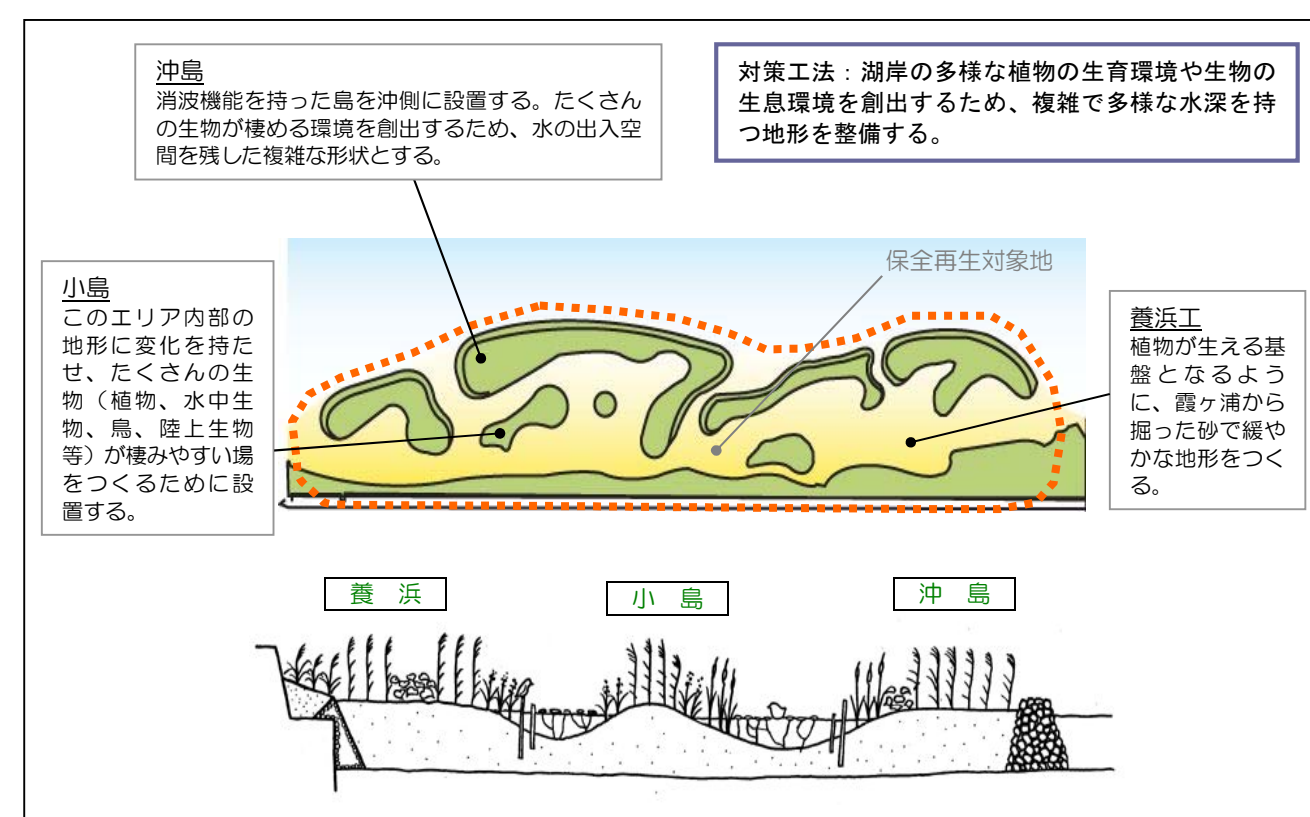 沖島
消波機能を持った島を沖側に設置する。たくさん
の生物が棲める環境を創出するため、水の出入空
間を残した複雑な形状とする。
対策工法：湖岸の多様な植物の生育環境や生物の
生息環境を創出するため、複雑で多様な水深を持
つ地形を整備する。
保全再生対象地
小島
このエリア内部の
地形に変化を持た
せ、たくさんの生
物（植物、水中生
物、鳥、陸上生物
等）が棲みやすい場
をつくるために設
置する。
養浜工
植物が生える基
盤となるよう
に、霞ヶ浦から
掘った砂で緩や
かな地形をつく
る。
養　浜
小　島
沖　島